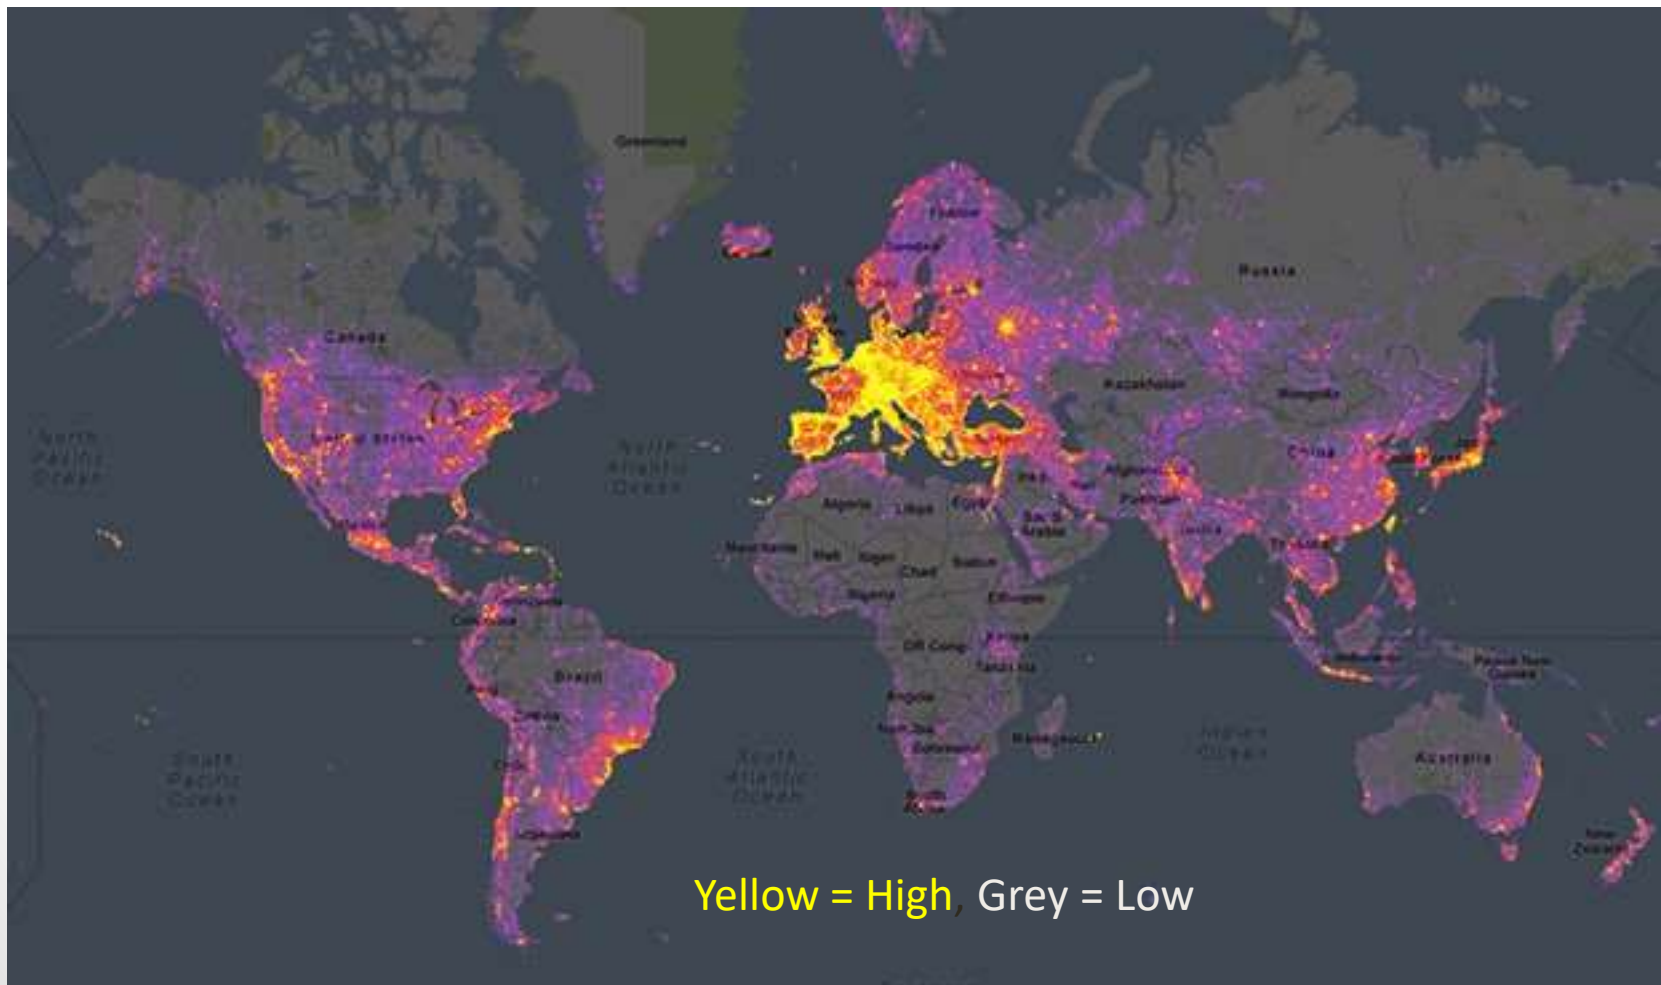 Greenland
Finland
Sweden
Russia
Canada
Kazakhstan
Mongolia
North
Pacific
Ocean
United States
North
Atlantic
Ocean
China
Afghanistan
Iraq
Iran
Pakistan
Algeria
Libya
Egypt
Saudi
Arabia
India
Mexico
Mauritania
Mali
Niger
Chad
Sudan
Thailand
Nigeria
Ethiopia
Venezuela
Colombia
DR Congo
Kenya
Tanzania
Indonesia
Papua New
Guinea
Brazil
Peru
Angola
Bolivia
Namibia
Botswana
Madagascar
Indian
Ocean
South
Pacific
Ocean
South
Atlantic
Ocean
Chile
Australia
South
Africa
Argentina
New
Zealand
Yellow = High, Grey = Low